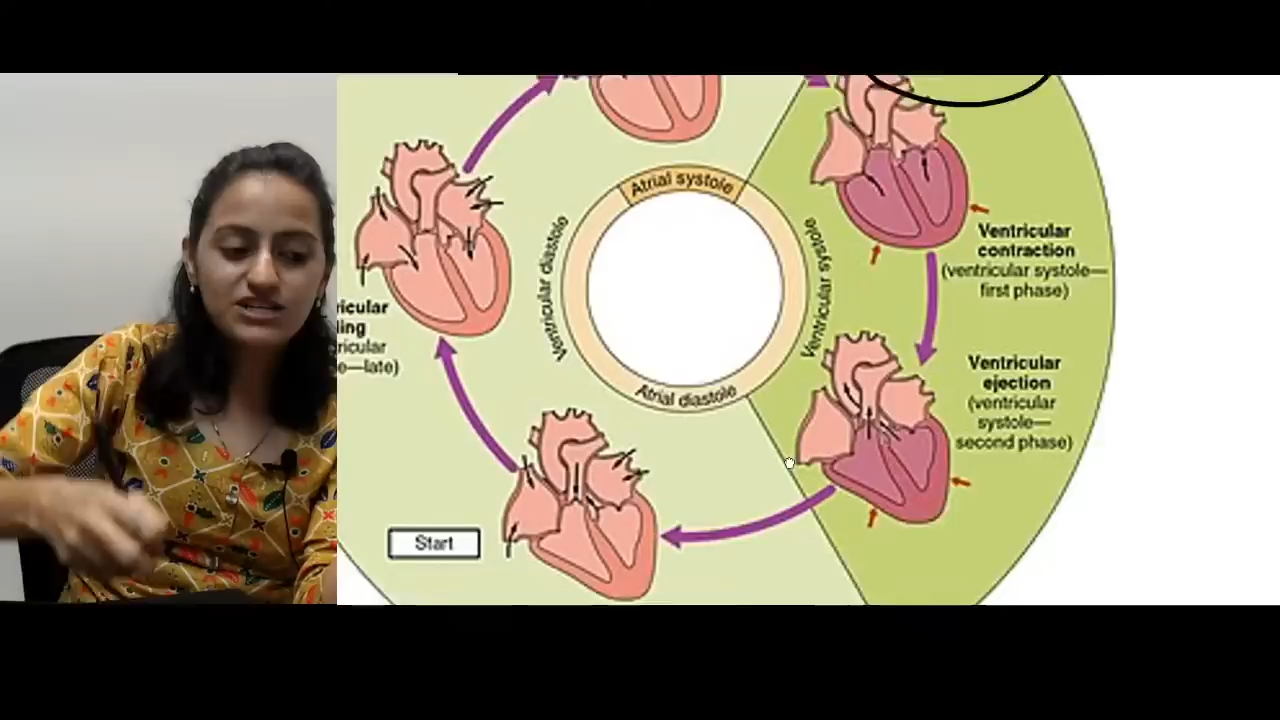 Atrial systole
Ventricular diastole
Ventricular systole
Atrial diastole
Ventricular
contraction
(ventricular systole—
first phase)
Ventricular
ejection
(ventricular
systole—
second phase)
ricular
ling
ricular
e—late)
Start